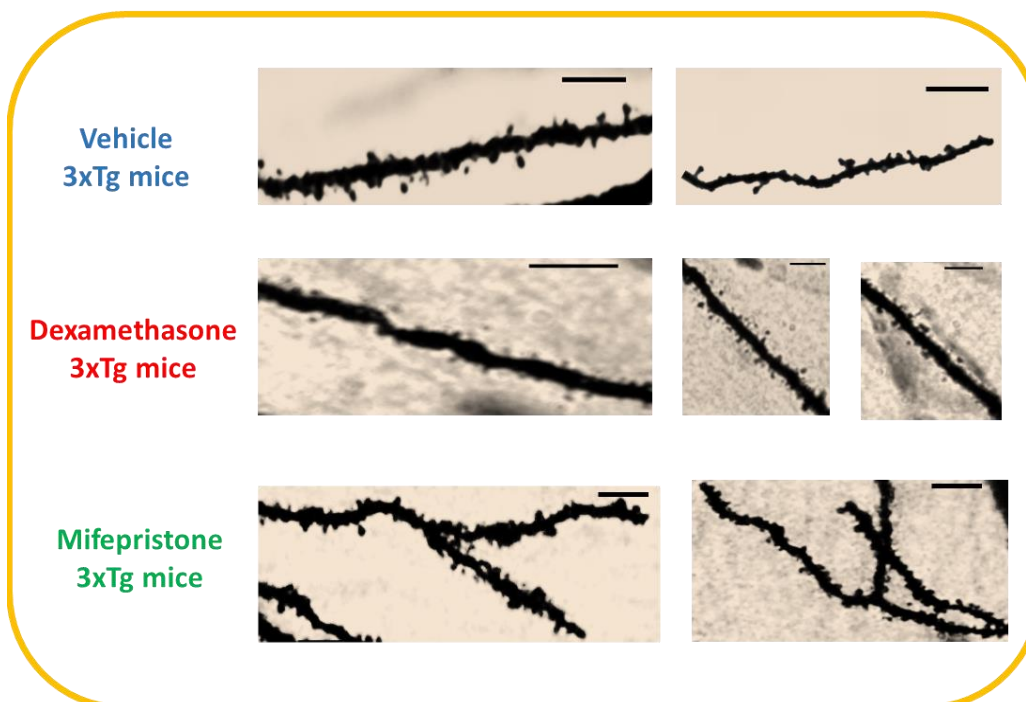 Vehicle
3xTg mice
Dexamethasone
3xTg mice
Mifepristone
3xTg mice